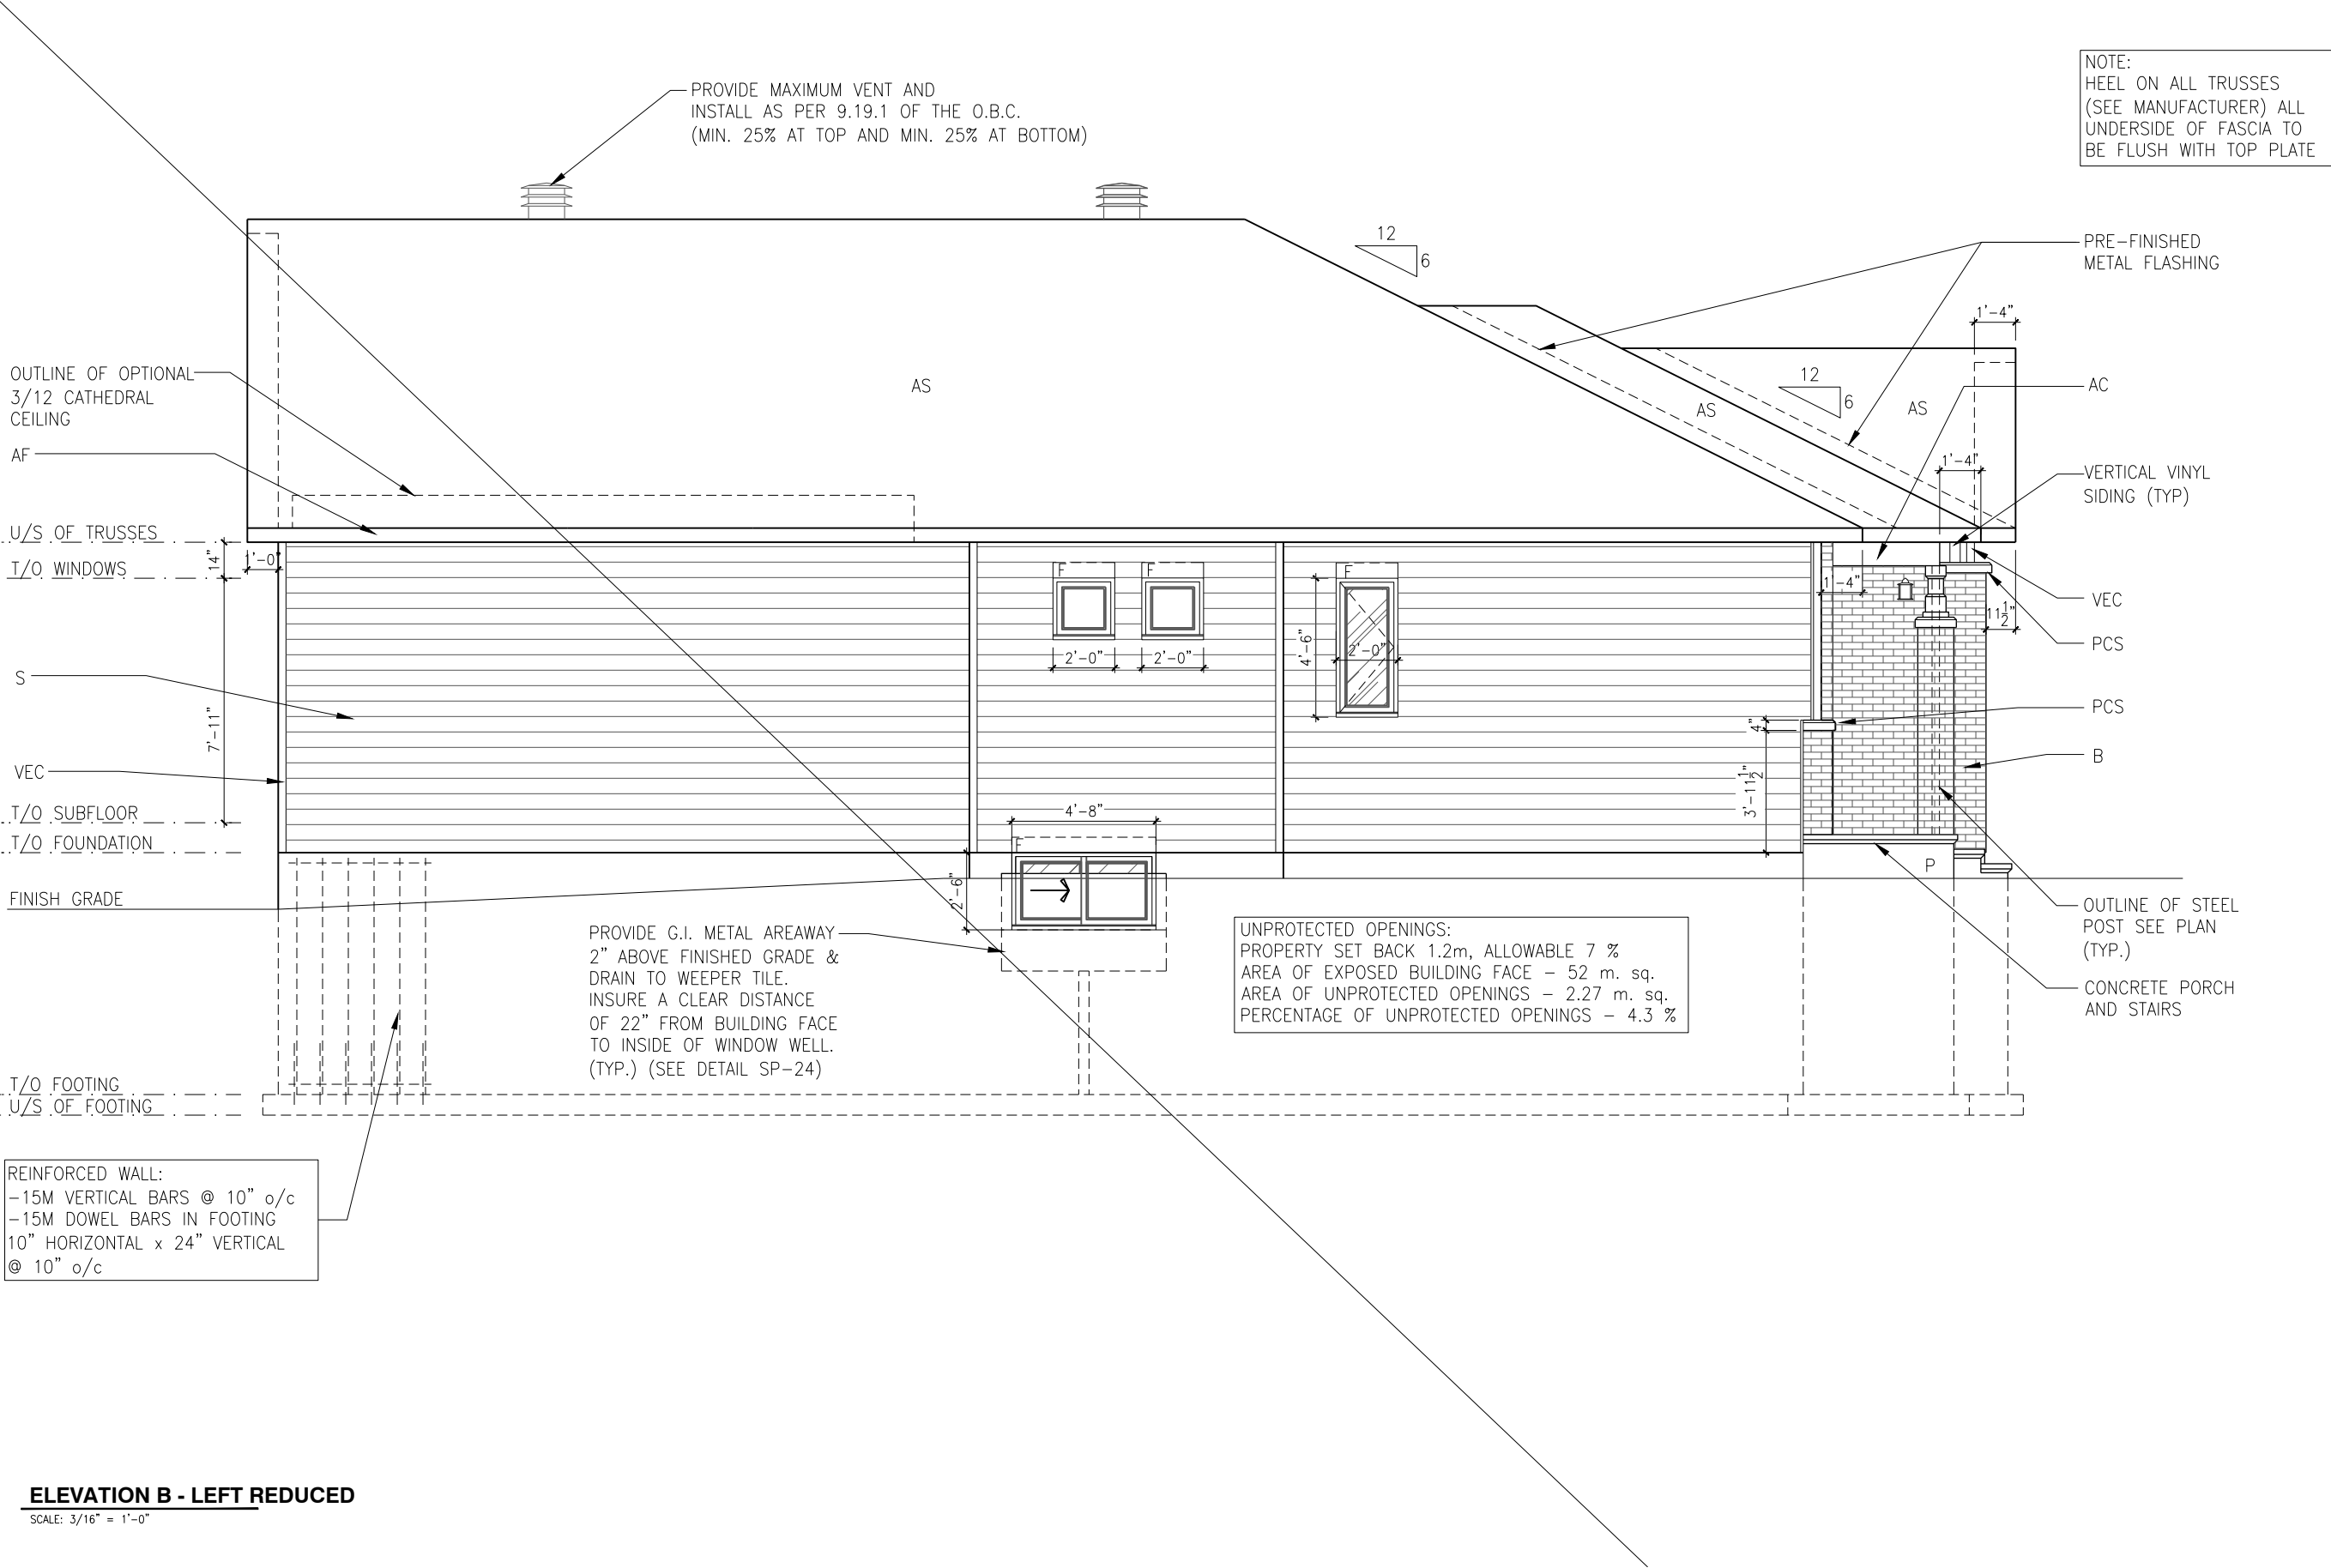 PROVIDE MAXIMUM VENT AND
INSTALL AS PER 9.19.1 OF THE O.B.C.
(MIN. 25% AT TOP AND MIN. 25% AT BOTTOM)
NOTE:
HEEL ON ALL TRUSSES
(SEE MANUFACTURER) ALL
UNDERSIDE OF FASCIA TO
BE FLUSH WITH TOP PLATE
12
6
PRE-FINISHED
METAL FLASHING
1'-4"
OUTLINE OF OPTIONAL
3/12 CATHEDRAL
CEILING
AS
AS
12
6
AS
AC
AF
1'-4"
VERTICAL VINYL
SIDING (TYP)
U/S OF TRUSSES
14"
1'-0"
T/O WINDOWS
F
F
F
1'-4"
11 1/2"
VEC
PCS
4'-6"
2'-0"
2'-0"
2'-0"
S
7'-11"
4"
PCS
3'-11 1/2"
B
VEC
T/O SUBFLOOR
4'-8"
T/O FOUNDATION
F
P
2'-6"
FINISH GRADE
PROVIDE G.I. METAL AREAWAY
2" ABOVE FINISHED GRADE &
DRAIN TO WEEPER TILE.
INSURE A CLEAR DISTANCE
OF 22" FROM BUILDING FACE
TO INSIDE OF WINDOW WELL.
(TYP.) (SEE DETAIL SP-24)
UNPROTECTED OPENINGS:
PROPERTY SET BACK 1.2m, ALLOWABLE 7 %
AREA OF EXPOSED BUILDING FACE - 52 m. sq.
AREA OF UNPROTECTED OPENINGS - 2.27 m. sq.
PERCENTAGE OF UNPROTECTED OPENINGS - 4.3 %
OUTLINE OF STEEL
POST SEE PLAN
(TYP.)
CONCRETE PORCH
AND STAIRS
T/O FOOTING
U/S OF FOOTING
REINFORCED WALL:
-15M VERTICAL BARS @ 10" o/c
-15M DOWEL BARS IN FOOTING
10" HORIZONTAL x 24" VERTICAL
@ 10" o/c
ELEVATION B - LEFT REDUCED
SCALE: 3/16" = 1'-0"